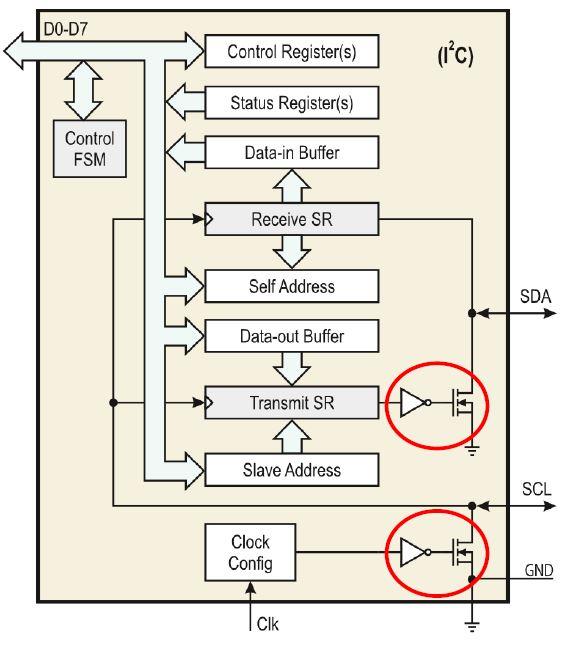 D0-D7
Control Register(s)
(I²C)
Status Register(s)
Control
FSM
Data-in Buffer
Receive SR
Self Address
SDA
Data-out Buffer
Transmit SR
Slave Address
SCL
Clock
Config
GND
Clk